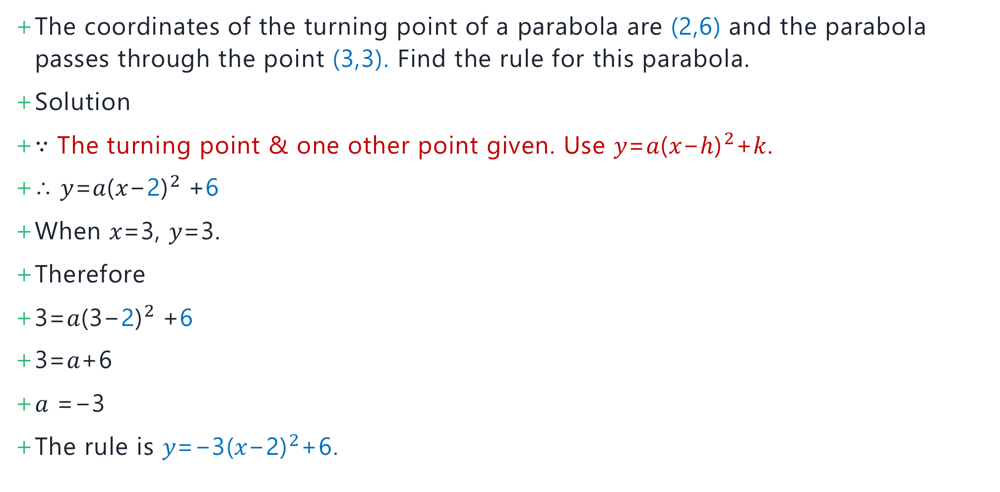 +The coordinates of the turning point of a parabola are (2,6) and the parabola
passes through the point (3,3). Find the rule for this parabola.
+Solution
+∵ The turning point & one other point given. Use y=a(x−h)²+k.
+∴ y=a(x−2)² +6
+When x=3, y=3.
+Therefore
+3=a(3−2)² +6
+3=a+6
+a =−3
+The rule is y=−3(x−2)²+6.